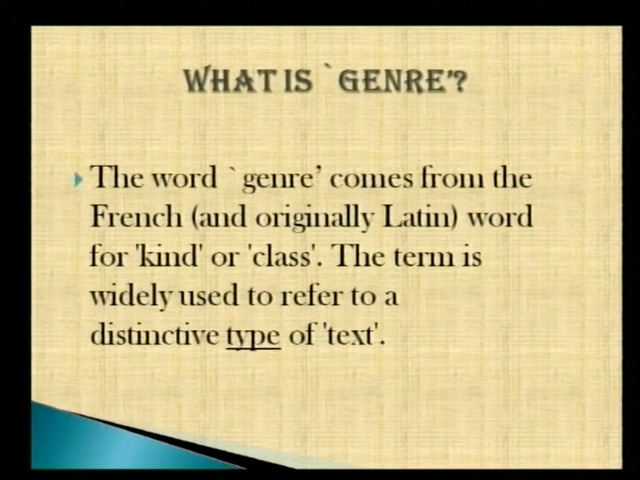 WHAT IS `GENRE'?
The word `genre' comes from the
French (and originally Latin) word
for 'kind' or 'class'. The term is
widely used to refer to a
distinctive type of 'text'.